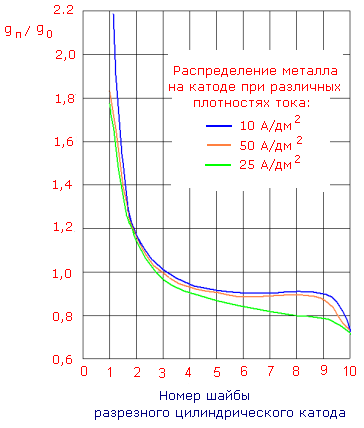 2.2
gп/ g0
2,0
Распределение металла
на катоде при различных
плотностях тока:
1,8
10 А/дм2
1,6
50 А/дм2
25 А/дм2
1,4
1,2
1,0
0,8
0,6
0 1 2 3 4 5 6 7 8 9 10
Номер шайбы
разрезного цилиндрического катода